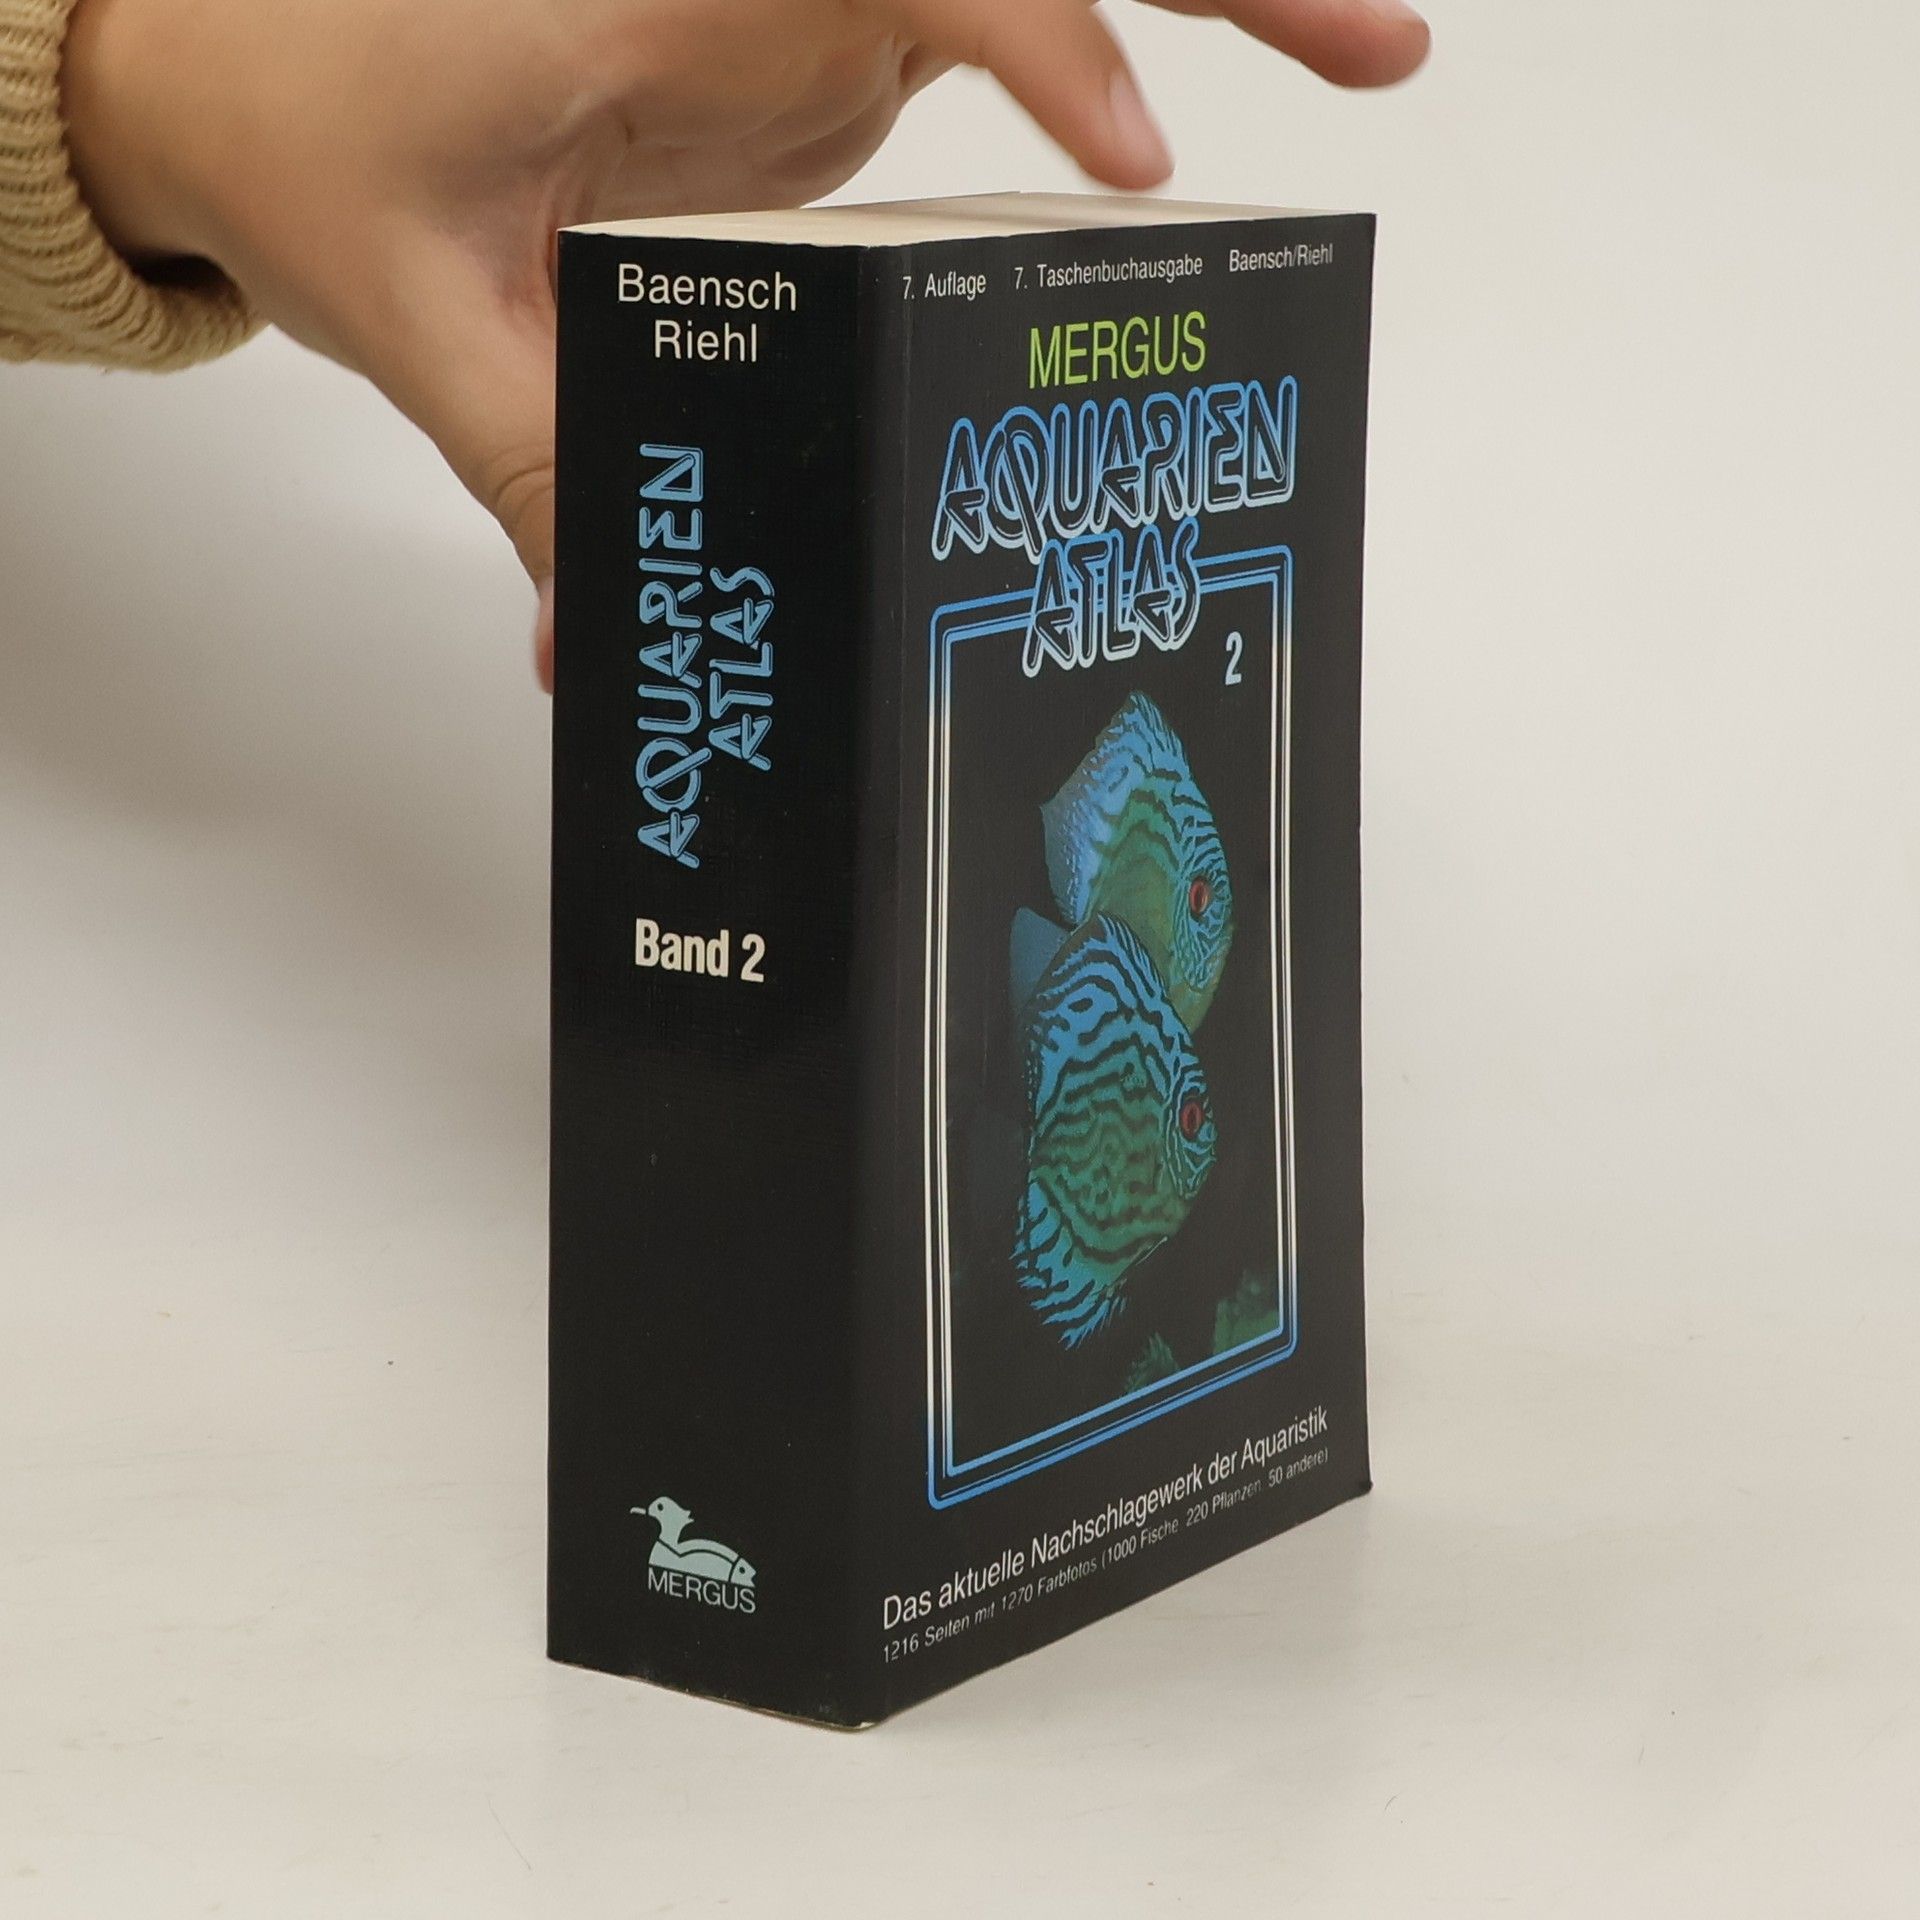 Baensch
Riehl
AQUARIEN
ATLAS
Band 2
MERGUS
7. Auflage 7. Taschenbuchausgabe Baensch/Riehl
MERGUS
AQUARIEN
ATLAS
2
Das aktuelle Nachschlagewerk der Aquaristik
1216 Seiten mit 1270 Farbfotos (1000 Fische, 220 Pflanzen, 50 andere)